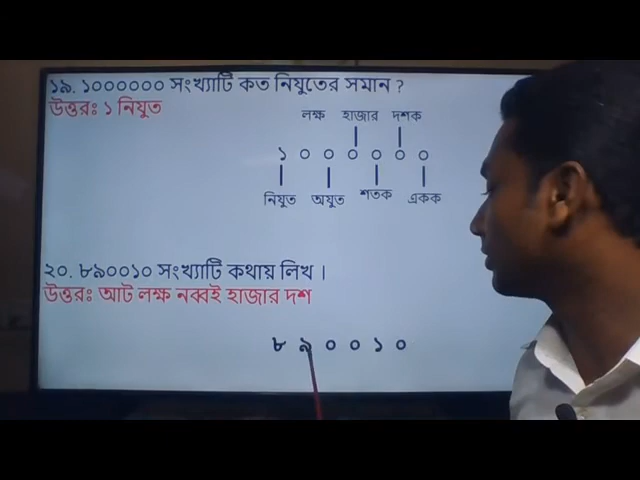 ১৯. ১০০০০০০ সংখ্যাটি কত নিযুতের সমান ?
উত্তরঃ ১ নিযুত
লক্ষ হাজার দশক
১ ০ ০ ০ ০ ০ ০
নিযুত অযুত শতক একক
২০. ৮৯০০১০ সংখ্যাটি কথায় লিখ ।
উত্তরঃ আট লক্ষ নব্বই হাজার দশ
৮ ৯ ০ ০ ১ ০